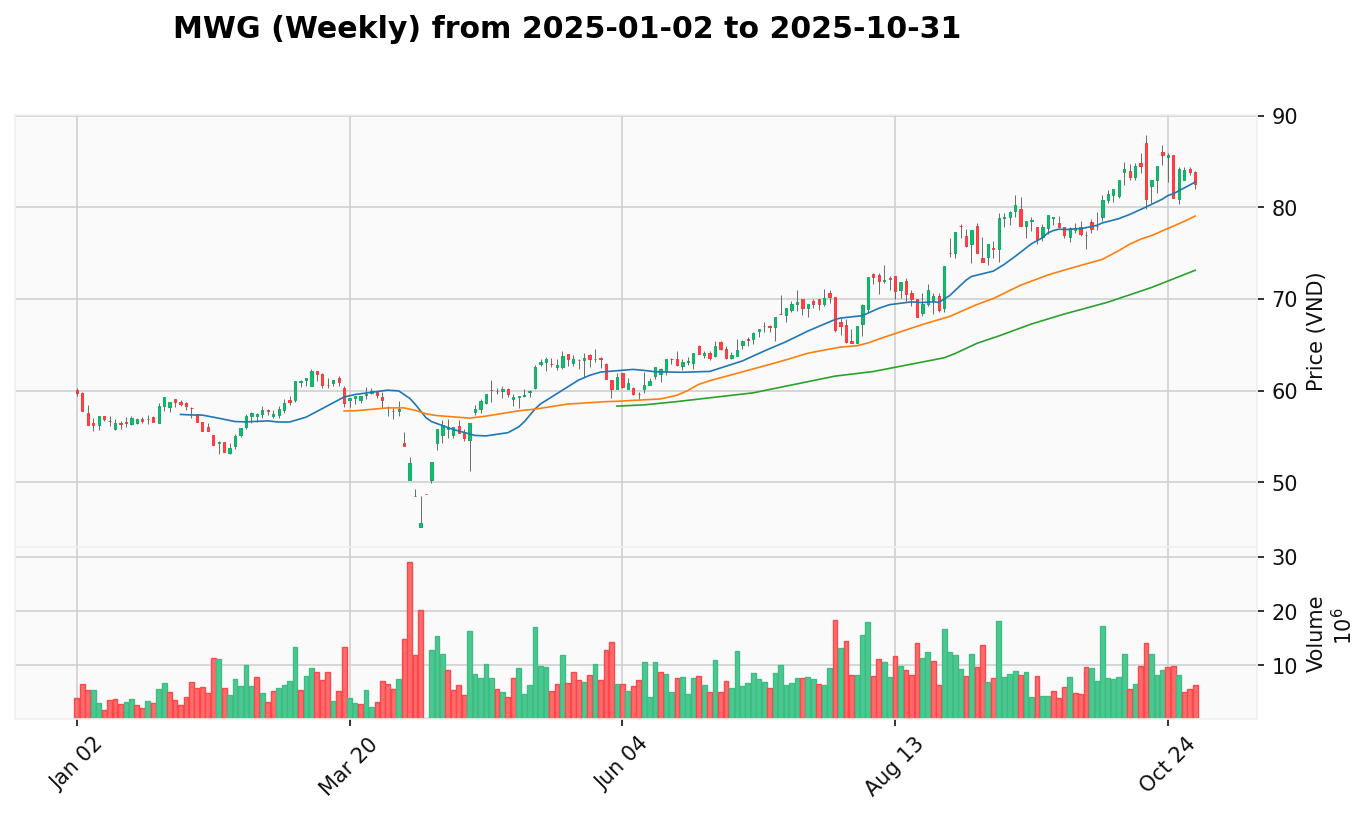 MWG (Weekly) from 2025-01-02 to 2025-10-31
90
80
70
60
50
Price (VND)
30
20
10
Volume
10⁶
Jan 02
Mar 20
Jun 04
Aug 13
Oct 24